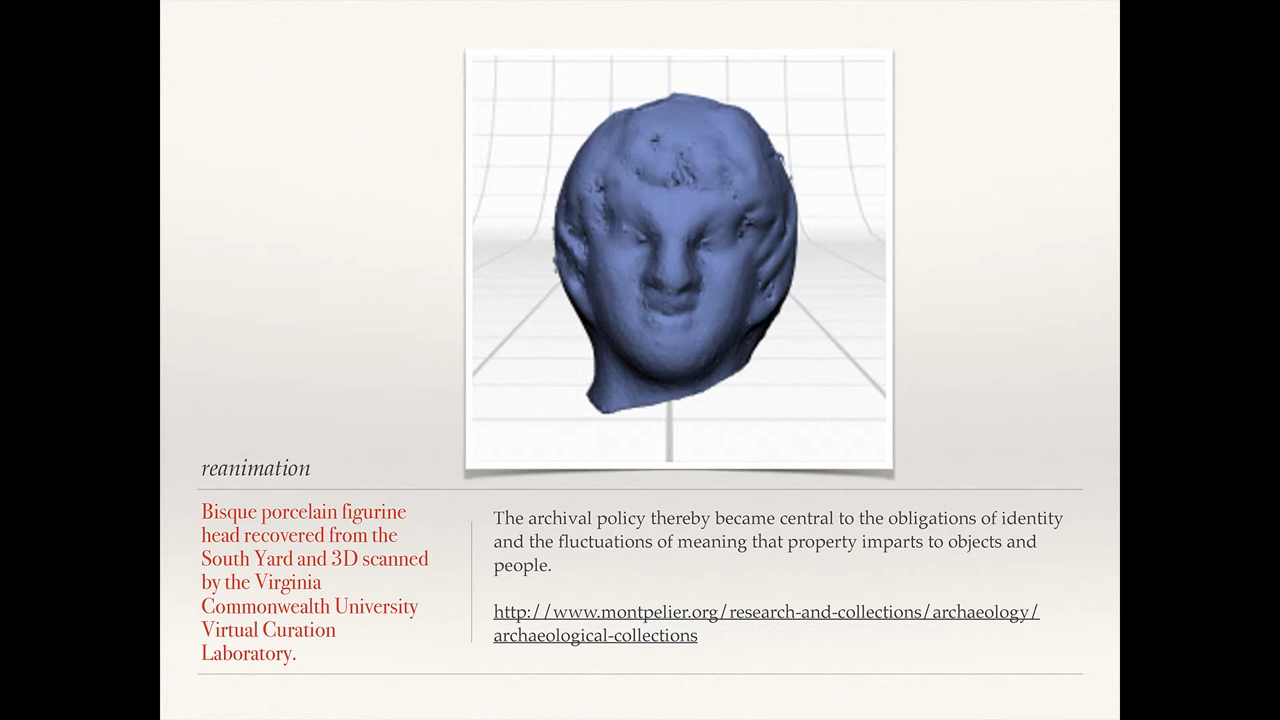 reanimation
Bisque porcelain figurine
head recovered from the
South Yard and 3D scanned
by the Virginia
Commonwealth University
Virtual Curation
Laboratory.
The archival policy thereby became central to the obligations of identity
and the fluctuations of meaning that property imparts to objects and
people.
http://www.montpelier.org/research-and-collections/archaeology/
archaeological-collections